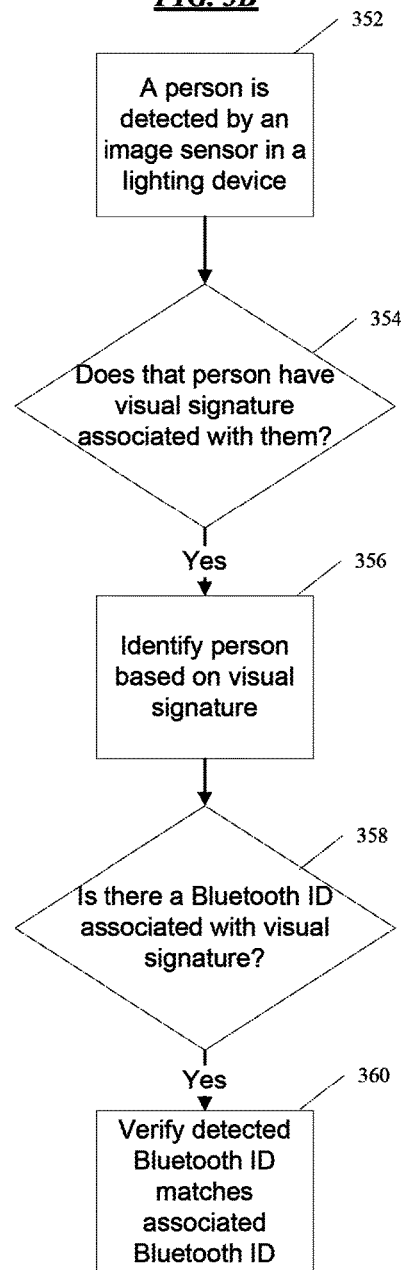 FIG. 3B
352
A person is
detected by an
image sensor in a
lighting device
354
Does that person have
visual signature
associated with them?
Yes
356
Identify person
based on visual
signature
358
Is there a Bluetooth ID
associated with visual
signature?
Yes
360
Verify detected
Bluetooth ID
matches
associated
Bluetooth ID